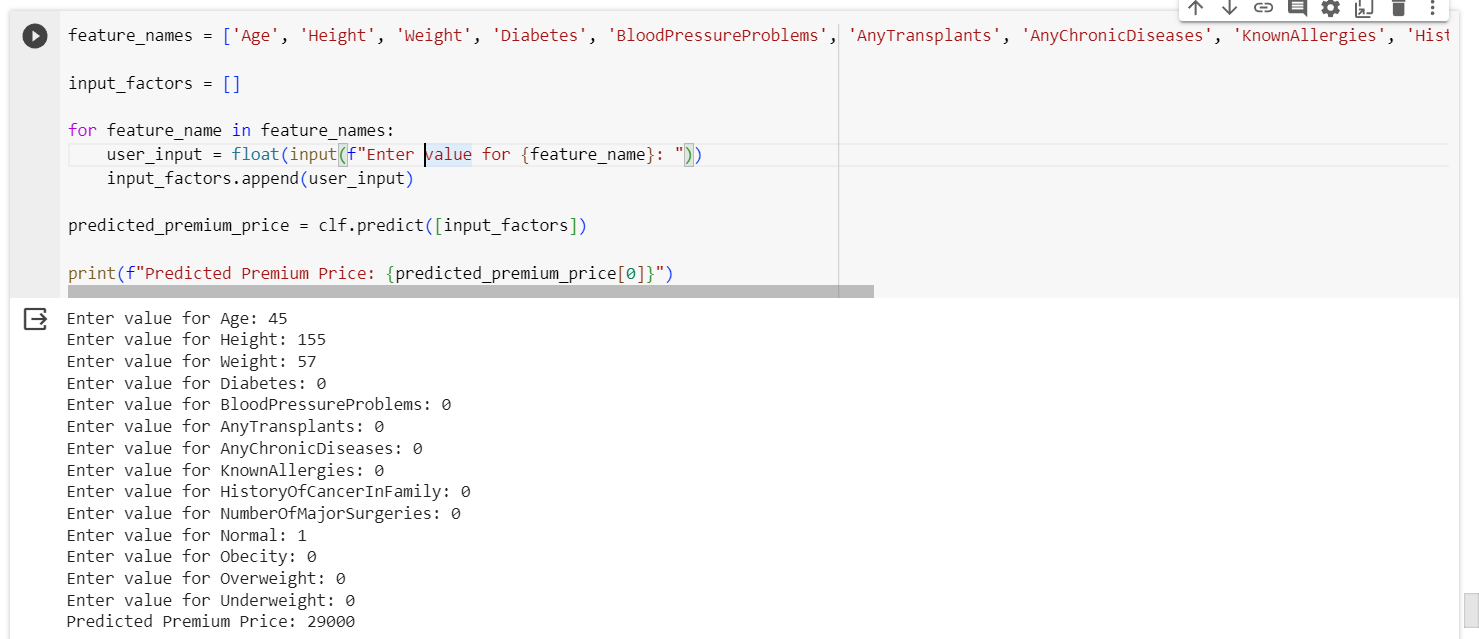 feature_names = ['Age', 'Height', 'Weight', 'Diabetes', 'BloodPressureProblems', 'AnyTransplants', 'AnyChronicDiseases', 'KnownAllergies', 'Hist
input_factors = []
for feature_name in feature_names:
    user_input = float(input(f"Enter value for {feature_name}: "))
    input_factors.append(user_input)
predicted_premium_price = clf.predict([input_factors])
print(f"Predicted Premium Price: {predicted_premium_price[0]}")
Enter value for Age: 45
Enter value for Height: 155
Enter value for Weight: 57
Enter value for Diabetes: 0
Enter value for BloodPressureProblems: 0
Enter value for AnyTransplants: 0
Enter value for AnyChronicDiseases: 0
Enter value for KnownAllergies: 0
Enter value for HistoryOfCancerInFamily: 0
Enter value for NumberOfMajorSurgeries: 0
Enter value for Normal: 1
Enter value for Obecity: 0
Enter value for Overweight: 0
Enter value for Underweight: 0
Predicted Premium Price: 29000